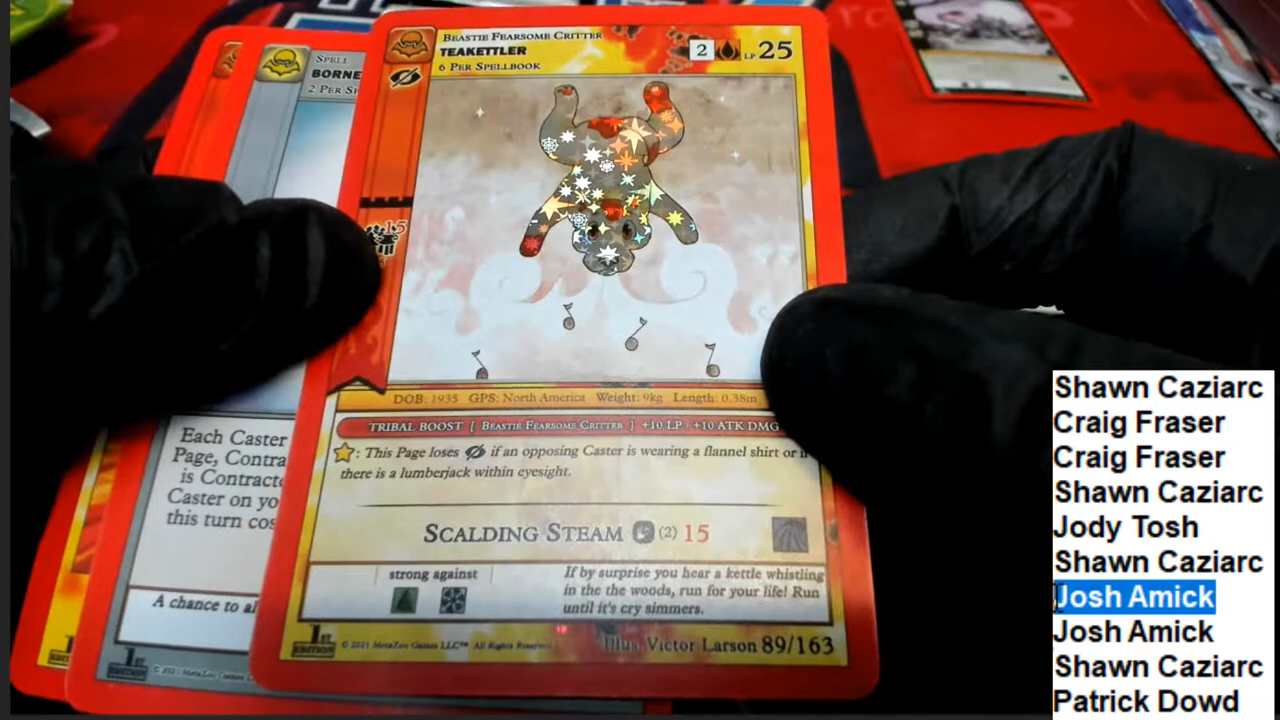 BEASTIE FEARSOME CRITTER
TEAKETTLER
6 PER SPELLBOOK
2
LP 25
15
DOB: 1935 GPS: North America Weight: 9kg Length: 0.38m
TRIBAL BOOST [ BEASTIE FEARSOME CRITTER ] +10 LP / +10 ATK DMG
: This Page loses if an opposing Caster is wearing a flannel shirt or if
there is a lumberjack within eyesight.
SCALDING STEAM (2) 15
strong against
If by surprise you hear a kettle whistling
in the the woods, run for your life! Run
until it's cry simmers.
1ST EDITION
© 2021 MetaZoo Games LLC™ All Rights Reserved
Illus Victor Larson 89/163
SPELL
BORNE
2 PER SP
Each Caster
Page, Contra
is Contract
Caster on yo
this turn cos
A chance to al
1ST EDITION
© 2021 MetaZoo Games
Shawn Caziarc
Craig Fraser
Craig Fraser
Shawn Caziarc
Jody Tosh
Shawn Caziarc
Josh Amick
Josh Amick
Shawn Caziarc
Patrick Dowd